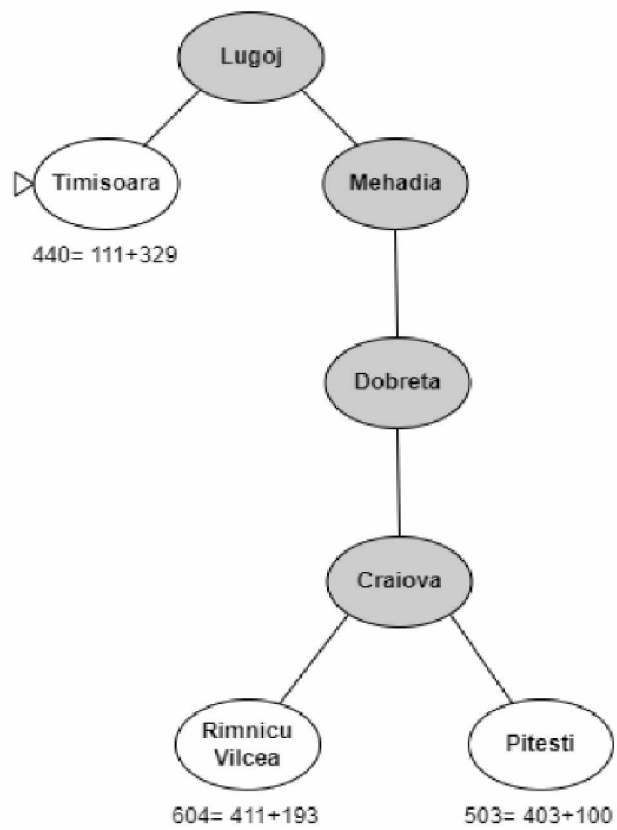 Lugoj
Timisoara
Mehadia
440= 111+329
Dobreta
Craiova
Rimnicu
Vilcea
Pitesti
604= 411+193
503= 403+100